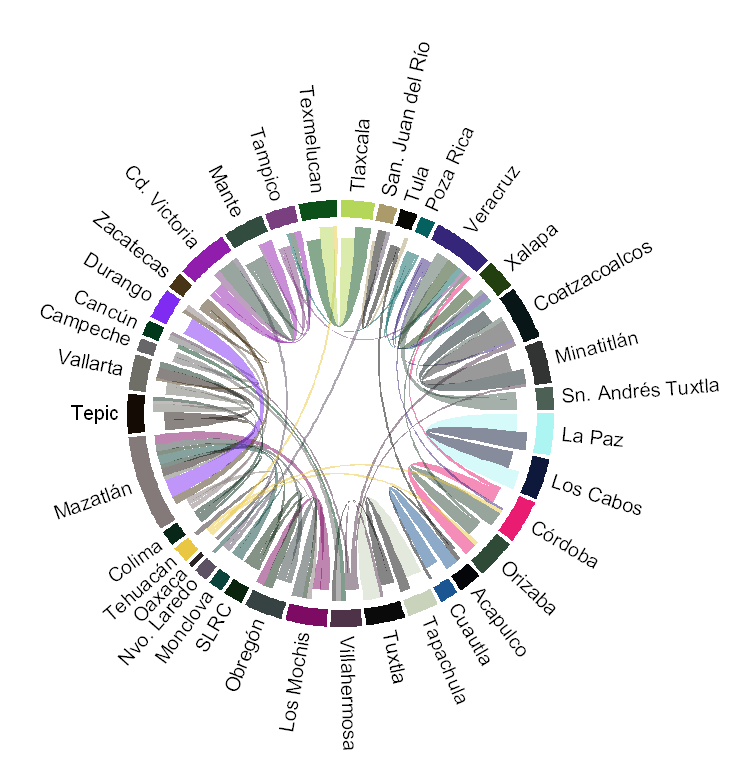 Texmelucan
Tlaxcala
San. Juan del Río
Tula
Poza Rica
Veracruz
Xalapa
Coatzacoalcos
Minatitlán
Sn. Andrés Tuxtla
La Paz
Los Cabos
Córdoba
Orizaba
Acapulco
Cuautla
Tapachula
Tuxtla
Villahermosa
Los Mochis
Obregón
SLRC
Monclova
Nvo. Laredo
Oaxaca
Tehuacán
Colima
Mazatlán
Tepic
Vallarta
Campeche
Cancún
Durango
Zacatecas
Cd. Victoria
Mante
Tampico